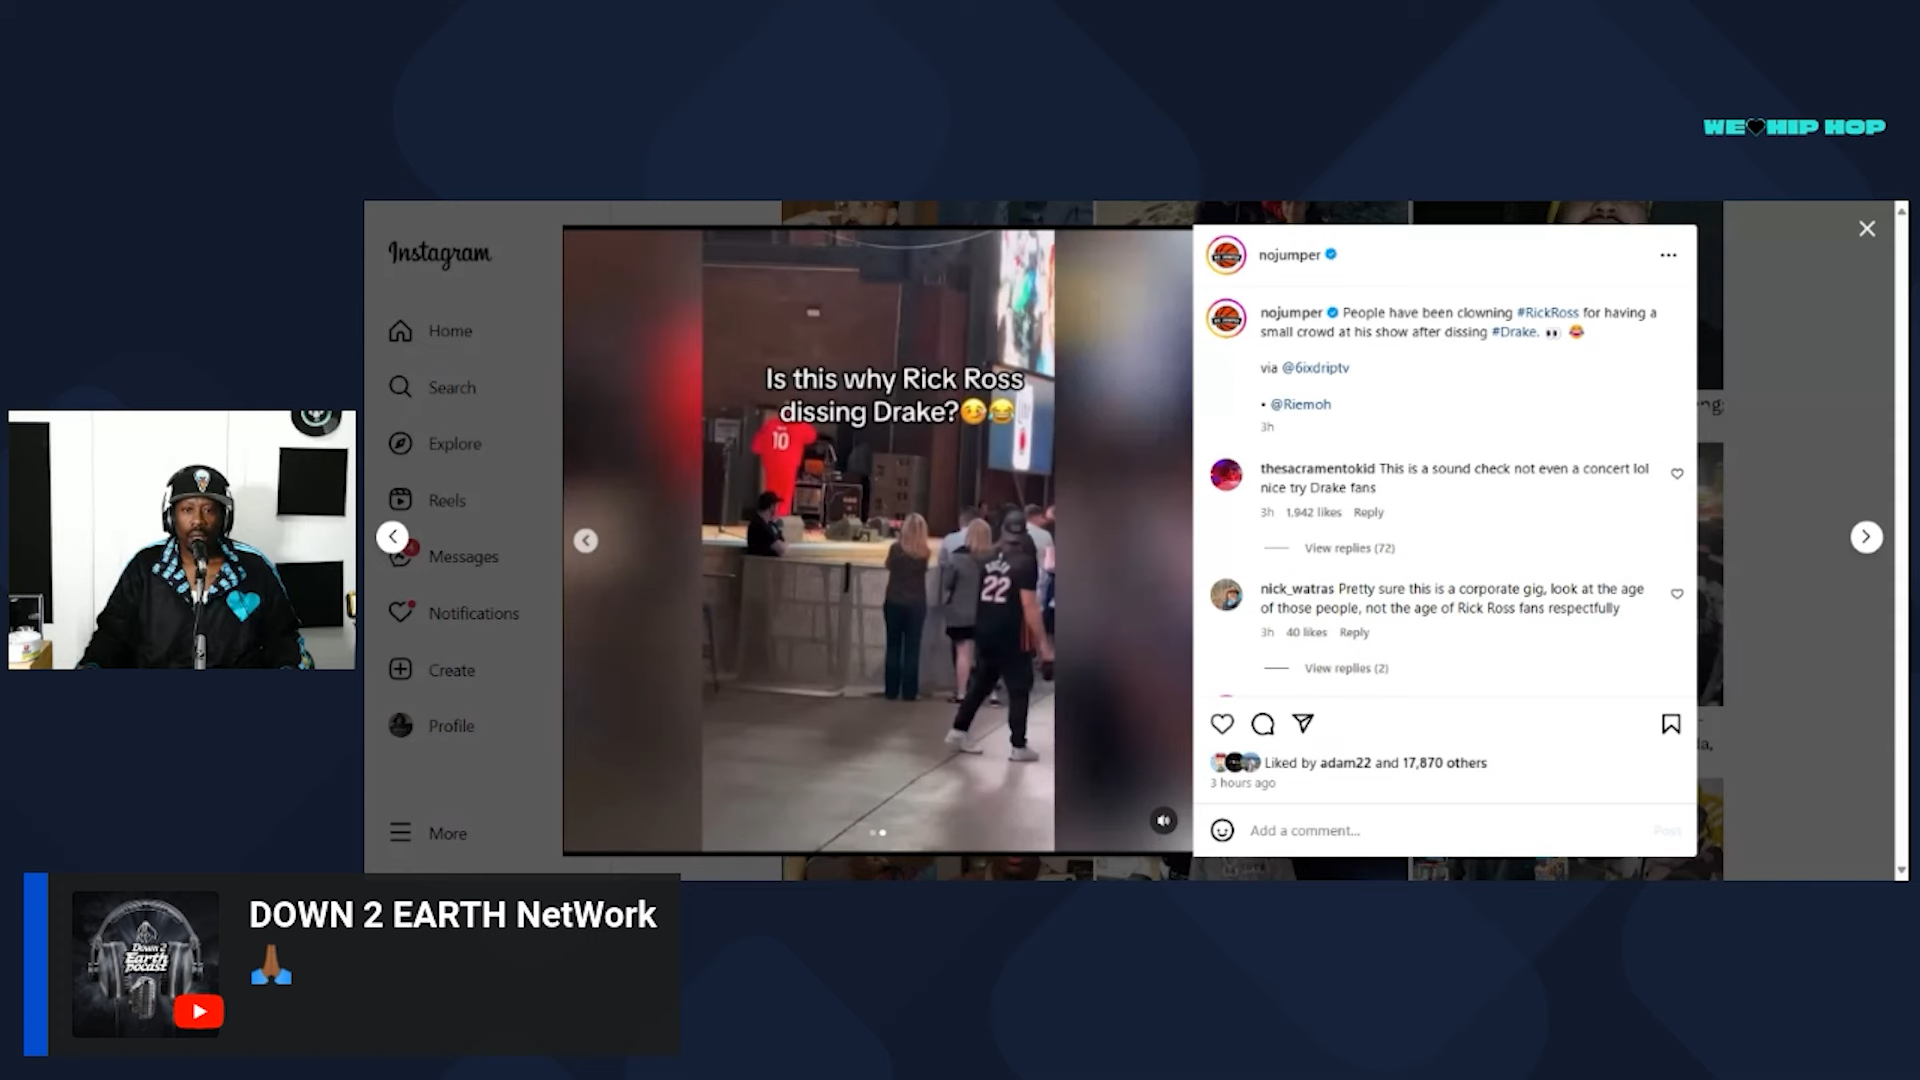 WE HIP HOP
Instagram
Home
Search
Explore
Reels
Messages
Notifications
Create
Profile
More
Is this why Rick Ross
dissing Drake?😏😂
10
22
nojumper
nojumper People have been clowning #RickRoss for having a
small crowd at his show after dissing #Drake. 👀 😂
via @6ixdriptv
• @Riemoh
3h
thesacramentokid This is a sound check not even a concert lol
nice try Drake fans
3h 1,942 likes Reply
View replies (72)
nick_watras Pretty sure this is a corporate gig, look at the age
of those people, not the age of Rick Ross fans respectfully
3h 40 likes Reply
View replies (2)
Liked by adam22 and 17,870 others
3 hours ago
Add a comment...
Post
Down 2
Earth
pocast
DOWN 2 EARTH NetWork
🙏🏾